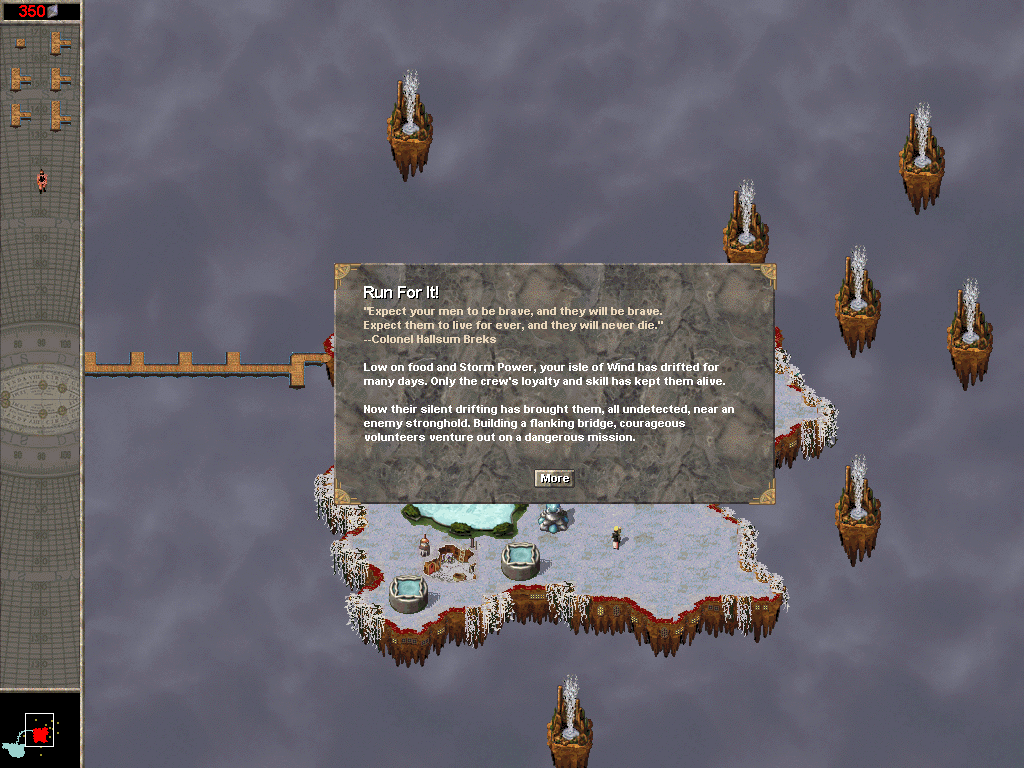 350
Run For It!
"Expect your men to be brave, and they will be brave.
Expect them to live for ever, and they will never die."
--Colonel Hallsum Breks
Low on food and Storm Power, your isle of Wind has drifted for
many days. Only the crew's loyalty and skill has kept them alive.
Now their silent drifting has brought them, all undetected, near an
enemy stronghold. Building a flanking bridge, courageous
volunteers venture out on a dangerous mission.
More